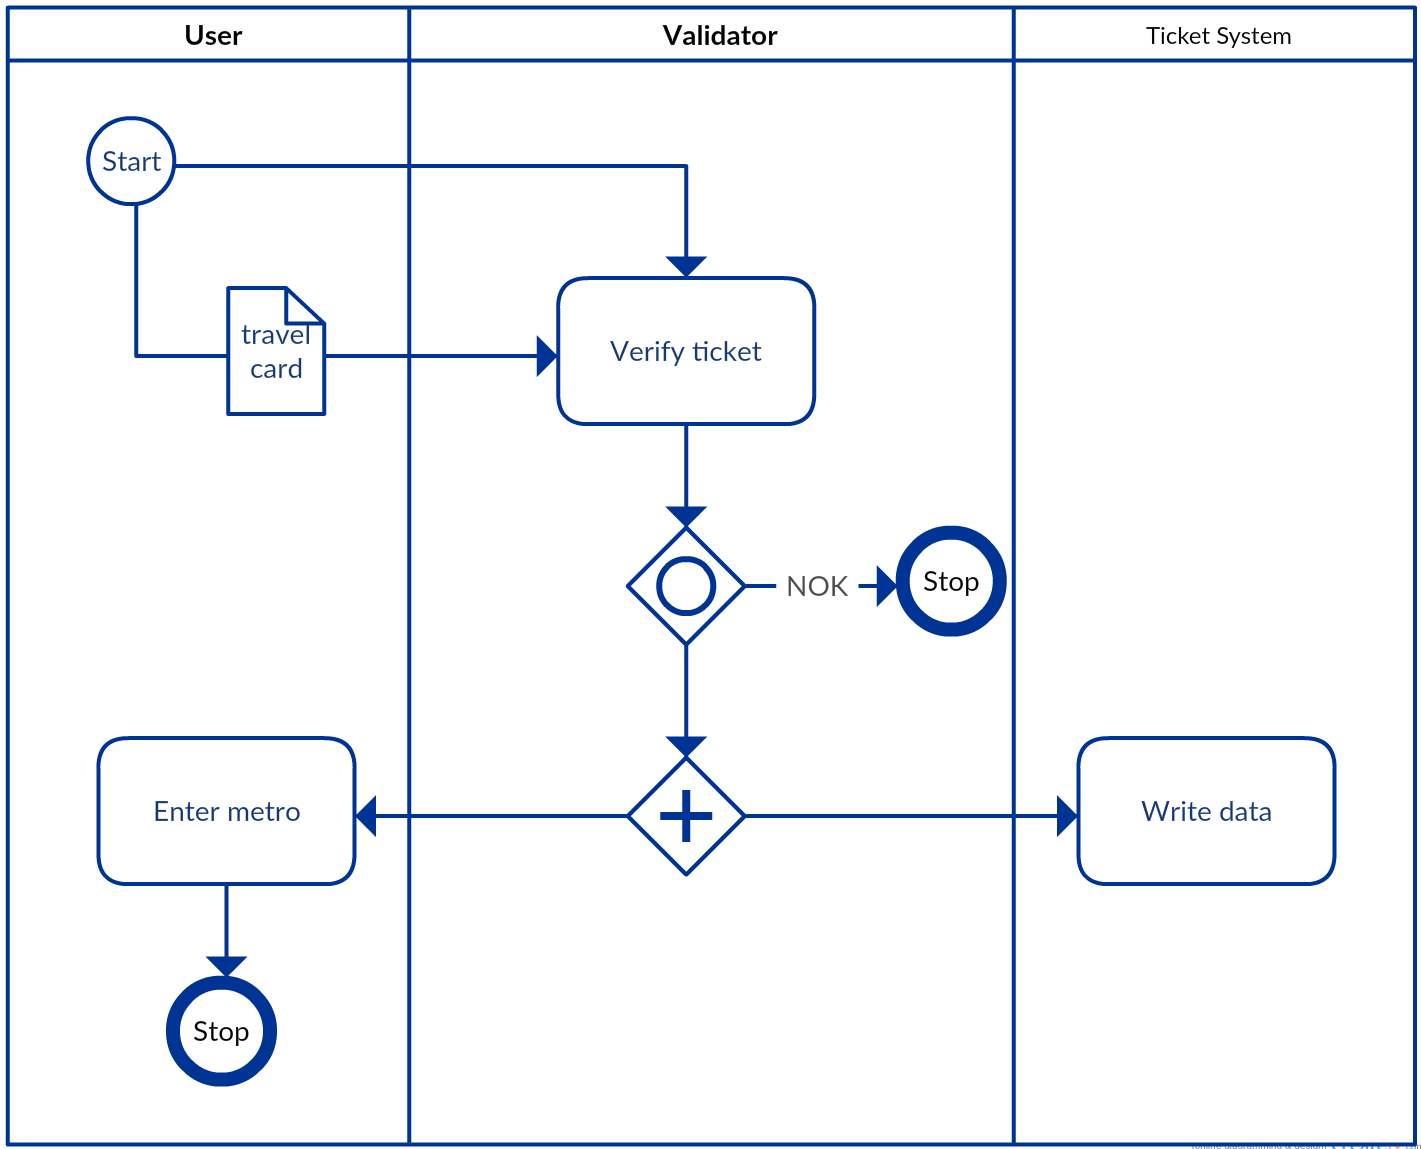 User
Validator
Ticket System
Start
travel
card
Verify ticket
NOK
Stop
Enter metro
Write data
Stop